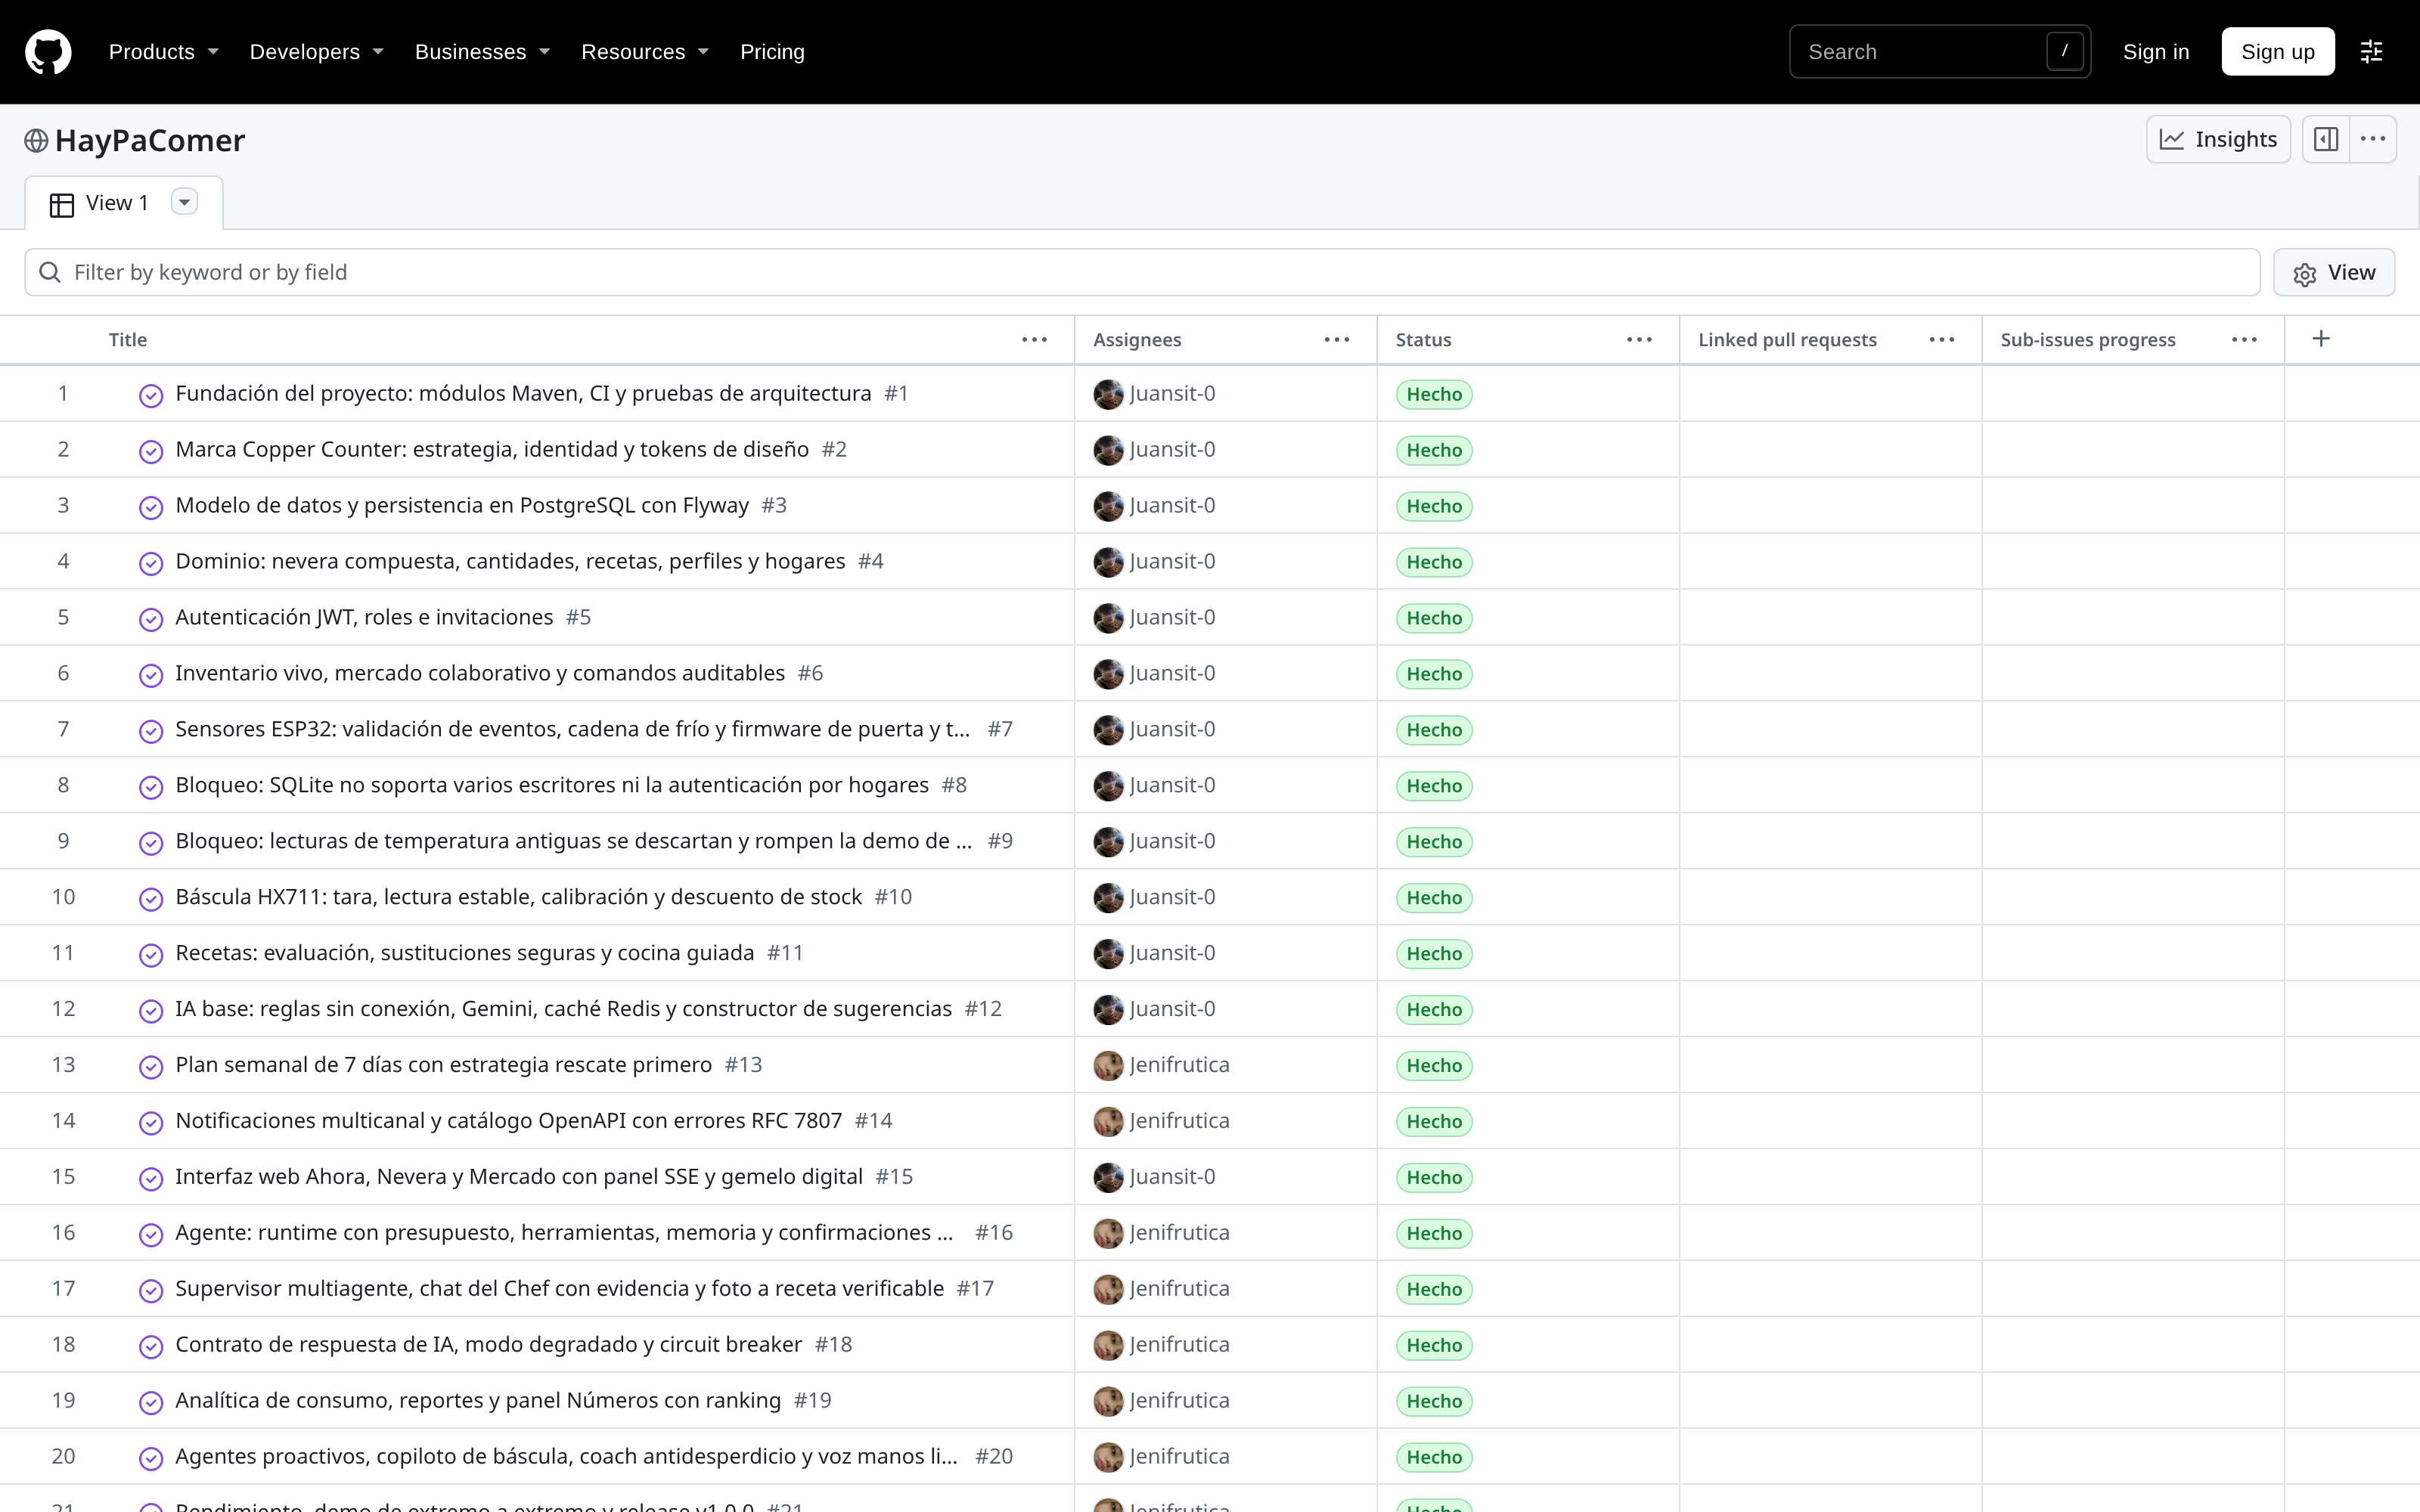 Products Developers Businesses Resources Pricing Search / Sign in Sign up
HayPaComer Insights
View 1
Filter by keyword or by field View
Title Assignees Status Linked pull requests Sub-issues progress
1 Fundación del proyecto: módulos Maven, CI y pruebas de arquitectura #1 Juansit-0 Hecho
2 Marca Copper Counter: estrategia, identidad y tokens de diseño #2 Juansit-0 Hecho
3 Modelo de datos y persistencia en PostgreSQL con Flyway #3 Juansit-0 Hecho
4 Dominio: nevera compuesta, cantidades, recetas, perfiles y hogares #4 Juansit-0 Hecho
5 Autenticación JWT, roles e invitaciones #5 Juansit-0 Hecho
6 Inventario vivo, mercado colaborativo y comandos auditables #6 Juansit-0 Hecho
7 Sensores ESP32: validación de eventos, cadena de frío y firmware de puerta y t... #7 Juansit-0 Hecho
8 Bloqueo: SQLite no soporta varios escritores ni la autenticación por hogares #8 Juansit-0 Hecho
9 Bloqueo: lecturas de temperatura antiguas se descartan y rompen la demo de ... #9 Juansit-0 Hecho
10 Báscula HX711: tara, lectura estable, calibración y descuento de stock #10 Juansit-0 Hecho
11 Recetas: evaluación, sustituciones seguras y cocina guiada #11 Juansit-0 Hecho
12 IA base: reglas sin conexión, Gemini, caché Redis y constructor de sugerencias #12 Juansit-0 Hecho
13 Plan semanal de 7 días con estrategia rescate primero #13 Jenifrutica Hecho
14 Notificaciones multicanal y catálogo OpenAPI con errores RFC 7807 #14 Jenifrutica Hecho
15 Interfaz web Ahora, Nevera y Mercado con panel SSE y gemelo digital #15 Juansit-0 Hecho
16 Agente: runtime con presupuesto, herramientas, memoria y confirmaciones ... #16 Jenifrutica Hecho
17 Supervisor multiagente, chat del Chef con evidencia y foto a receta verificable #17 Jenifrutica Hecho
18 Contrato de respuesta de IA, modo degradado y circuit breaker #18 Jenifrutica Hecho
19 Analítica de consumo, reportes y panel Números con ranking #19 Jenifrutica Hecho
20 Agentes proactivos, copiloto de báscula, coach antidesperdicio y voz manos li... #20 Jenifrutica Hecho
21 Rendimiento, demo de extremo a extremo y release v1.0.0 #21 Jenifrutica Hecho